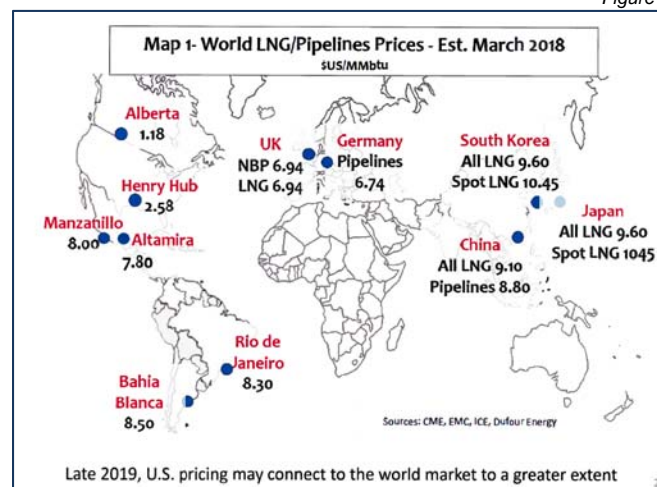 Figure
Map 1- World LNG/Pipelines Prices - Est. March 2018
$US/MMbtu
Alberta
1.18
Henry Hub
2.58
Manzanillo
8.00
Altamira
7.80
UK
NBP 6.94
LNG 6.94
Germany
Pipelines
6.74
South Korea
All LNG 9.60
Spot LNG 10.45
Japan
All LNG 9.60
Spot LNG 1045
China
All LNG 9.10
Pipelines 8.80
Rio de
Janeiro
8.30
Bahia
Blanca
8.50
Sources: CME, EMC, ICE, Dufour Energy
Late 2019, U.S. pricing may connect to the world market to a greater extent